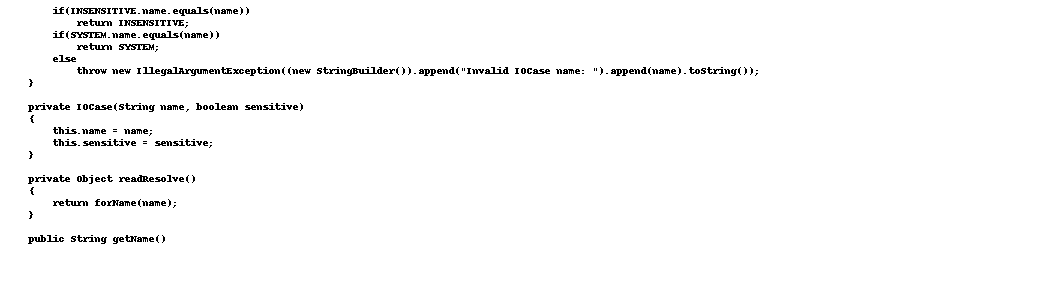 if(INSENSITIVE.name.equals(name))
return INSENSITIVE;
if(SYSTEM.name.equals(name))
return SYSTEM;
else
throw new IllegalArgumentException((new StringBuilder()).append("Invalid IOCase name: ").append(name).toString());
}
private IOCase(String name, boolean sensitive)
{
this.name = name;
this.sensitive = sensitive;
}
private Object readResolve()
{
return forName(name);
}
public String getName()